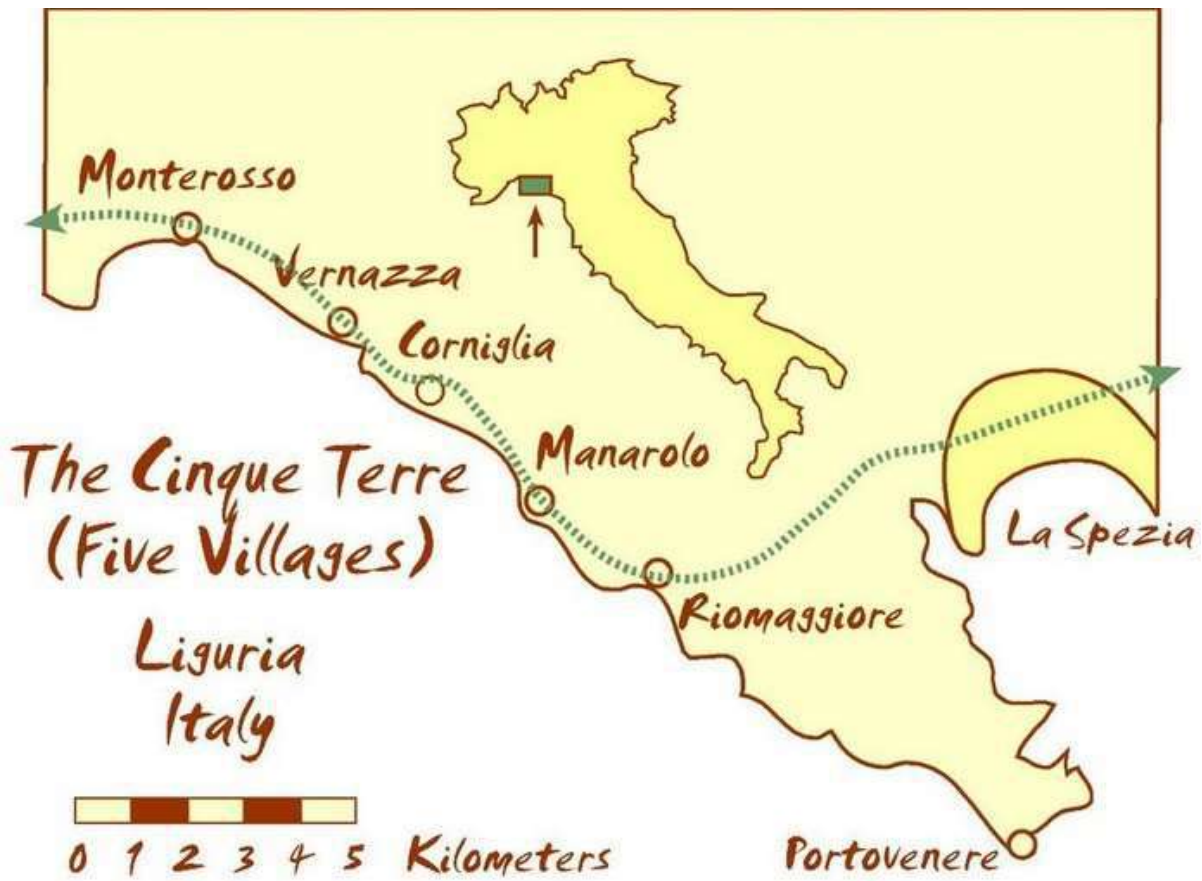 Monterosso
Vernazza
Corniglia
Manarolo
The Cinque Terre
(Five Villages)
La Spezia
Riomaggiore
Liguria
Italy
0 1 2 3 4 5 Kilometers
Portovenere